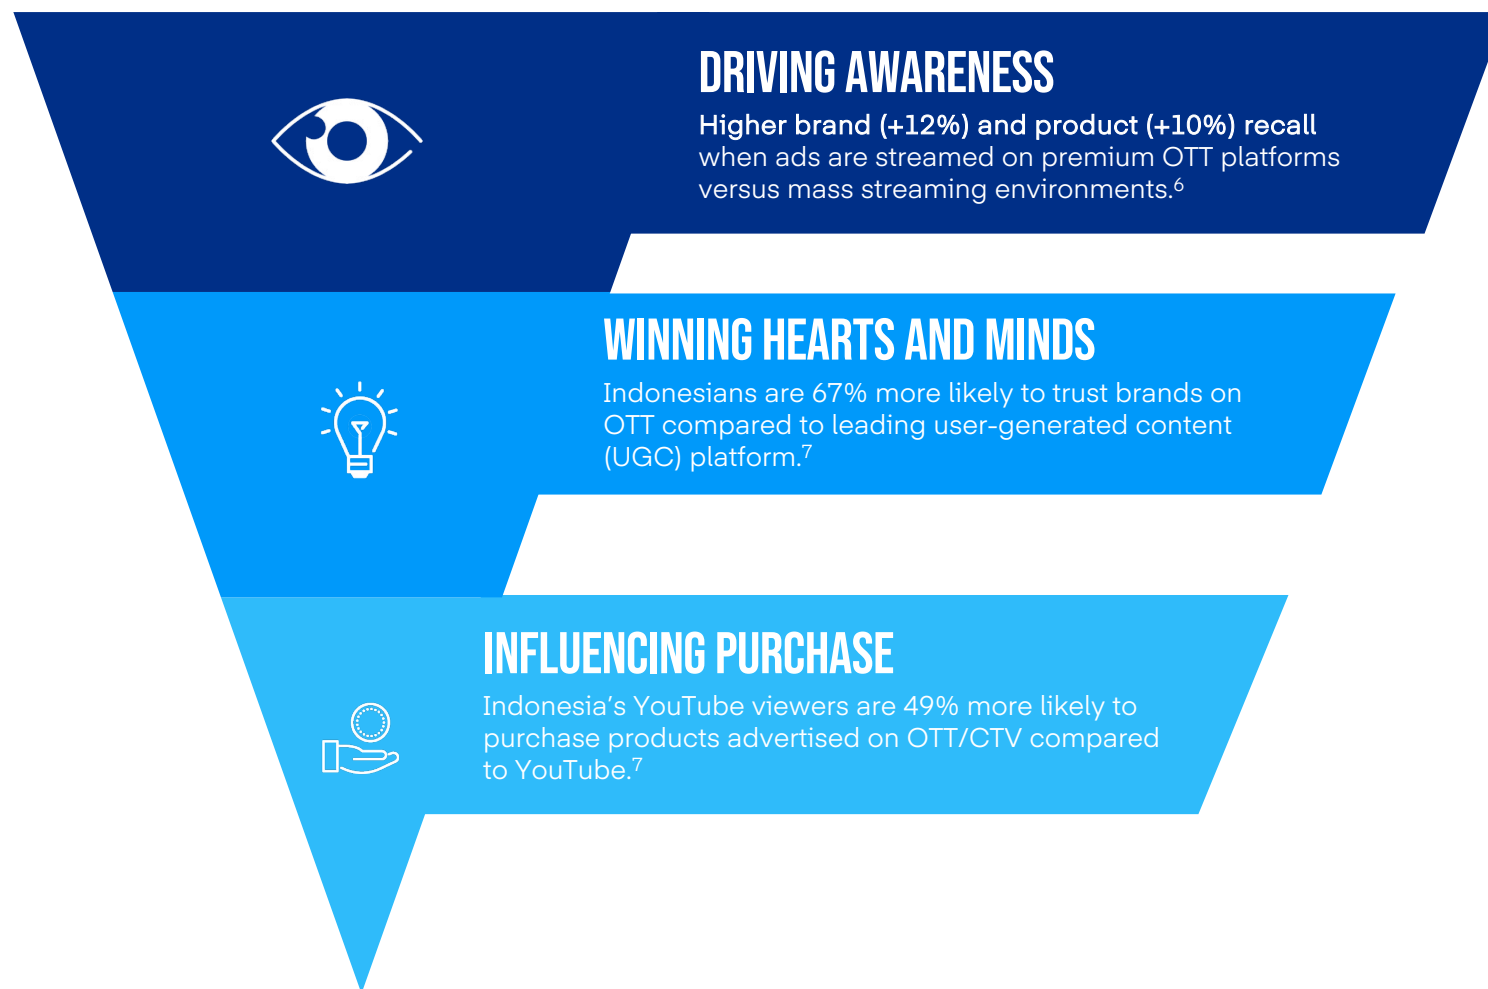 DRIVING AWARENESS
Higher brand (+12%) and product (+10%) recall
when ads are streamed on premium OTT platforms
versus mass streaming environments.⁶
WINNING HEARTS AND MINDS
Indonesians are 67% more likely to trust brands on
OTT compared to leading user-generated content
(UGC) platform.⁷
INFLUENCING PURCHASE
Indonesia’s YouTube viewers are 49% more likely to
purchase products advertised on OTT/CTV compared
to YouTube.⁷